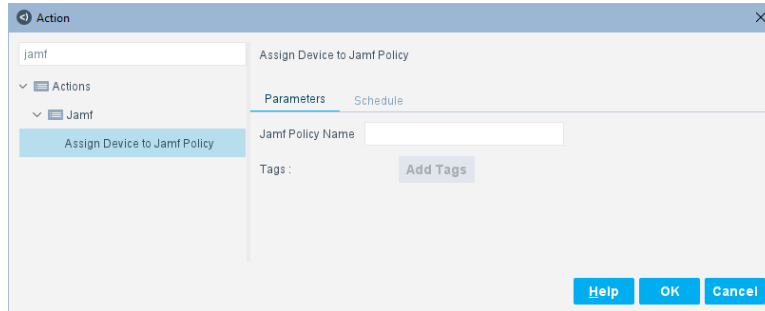 Action
jamf
Actions
Jamf
Assign Device to Jamf Policy
Assign Device to Jamf Policy
Parameters Schedule
Jamf Policy Name
Tags : Add Tags
Help OK Cancel